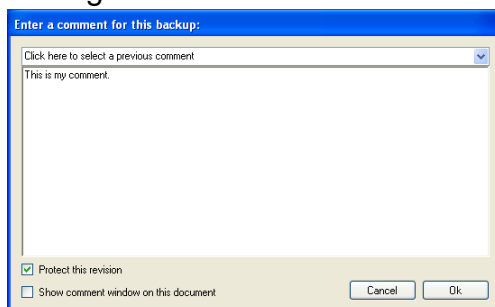 Enter a comment for this backup:
Click here to select a previous comment
This is my comment.
Protect this revision
Show comment window on this document
Cancel
Ok